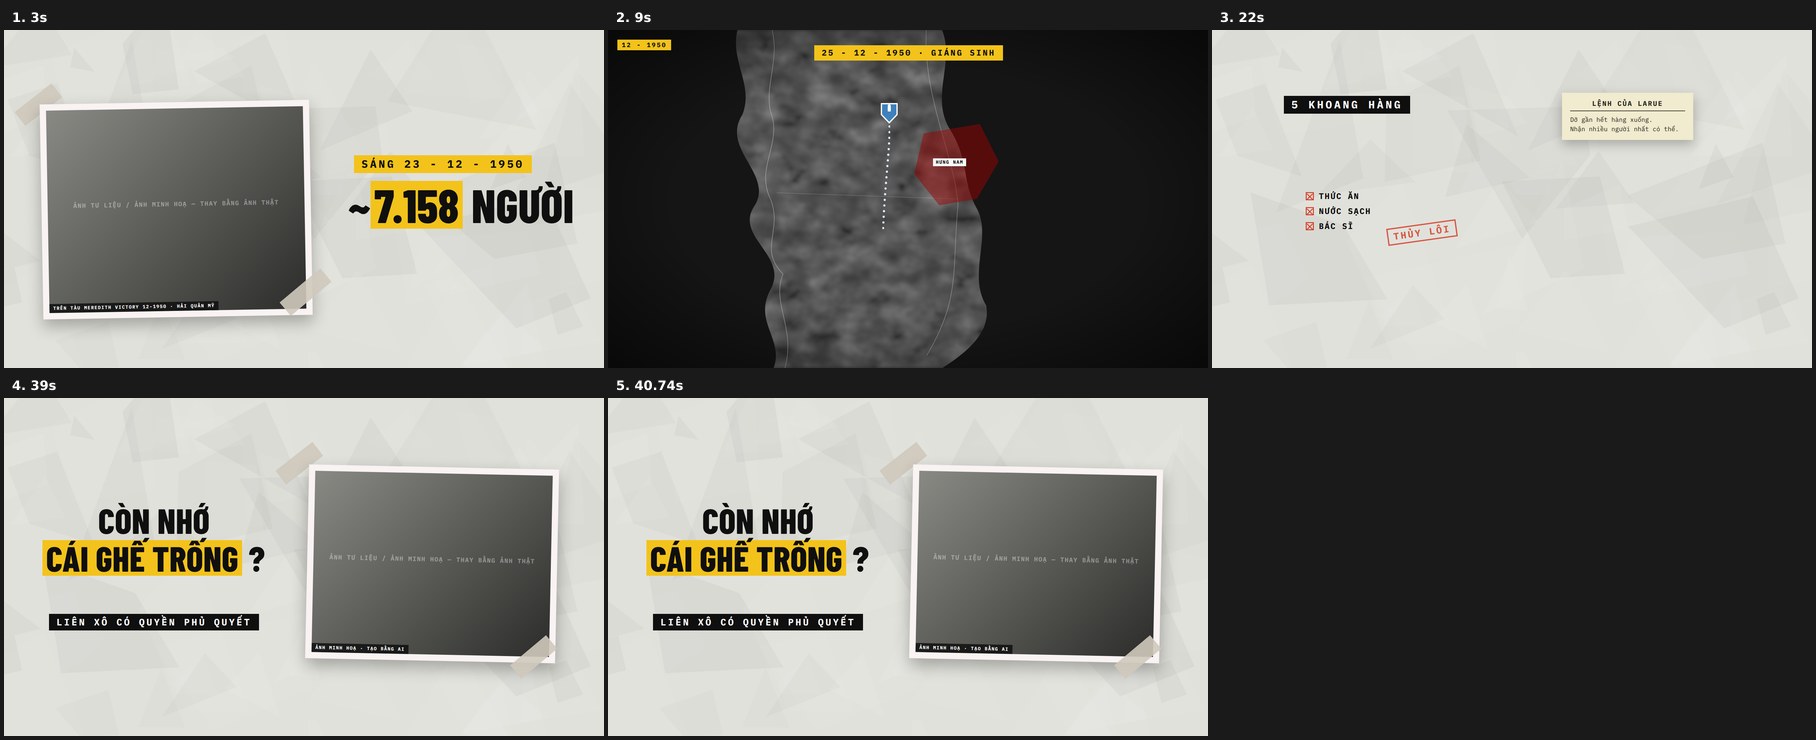 1. 3s
ẢNH TƯ LIỆU / ẢNH MINH HOẠ — THAY BẰNG ẢNH THẬT
TRÊN TÀU MEREDITH VICTORY 12-1950 · HẢI QUÂN MỸ
SÁNG 23 - 12 - 1950
~7.158 NGƯỜI
2. 9s
12 - 1950
25 - 12 - 1950 · GIÁNG SINH
HƯNG NAM
3. 22s
5 KHOANG HÀNG
LỆNH CỦA LARUE
Dỡ gần hết hàng xuống.
Nhận nhiều người nhất có thể.
THỨC ĂN
NƯỚC SẠCH
BÁC SĨ
THỦY LÔI
4. 39s
CÒN NHỚ
CÁI GHẾ TRỐNG ?
LIÊN XÔ CÓ QUYỀN PHỦ QUYẾT
ẢNH TƯ LIỆU / ẢNH MINH HOẠ — THAY BẰNG ẢNH THẬT
ẢNH MINH HOẠ · TẠO BẰNG AI
5. 40.74s
CÒN NHỚ
CÁI GHẾ TRỐNG ?
LIÊN XÔ CÓ QUYỀN PHỦ QUYẾT
ẢNH TƯ LIỆU / ẢNH MINH HOẠ — THAY BẰNG ẢNH THẬT
ẢNH MINH HOẠ · TẠO BẰNG AI